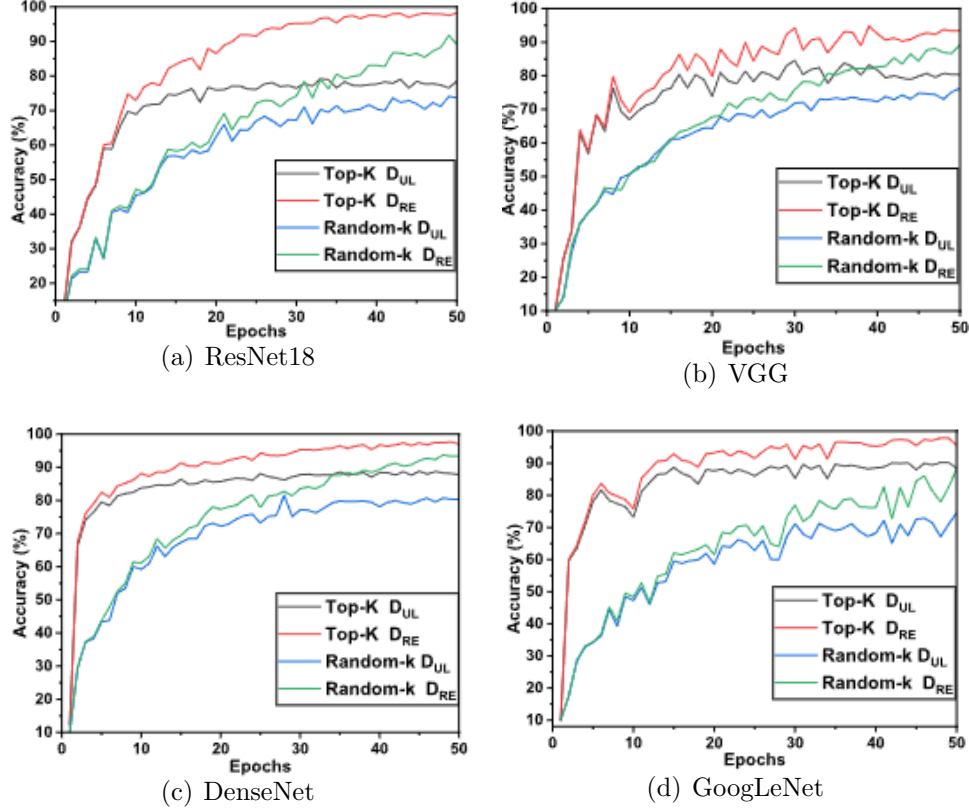 100
90
80
70
60
50
40
30
20
Accuracy (%)
Top-K D_UL
Top-K D_RE
Random-k D_UL
Random-k D_RE
0 10 20 30 40 50
Epochs
(a) ResNet18
100
90
80
70
60
50
40
30
20
10
Accuracy (%)
Top-K D_UL
Top-K D_RE
Random-k D_UL
Random-k D_RE
0 10 20 30 40 50
Epochs
(b) VGG
100
90
80
70
60
50
40
30
20
10
Accuracy (%)
Top-K D_UL
Top-K D_RE
Random-k D_UL
Random-k D_RE
0 10 20 30 40 50
Epochs
(c) DenseNet
100
90
80
70
60
50
40
30
20
10
Accuracy (%)
Top-K D_UL
Top-K D_RE
Random-k D_UL
Random-k D_RE
0 10 20 30 40 50
Epochs
(d) GoogLeNet